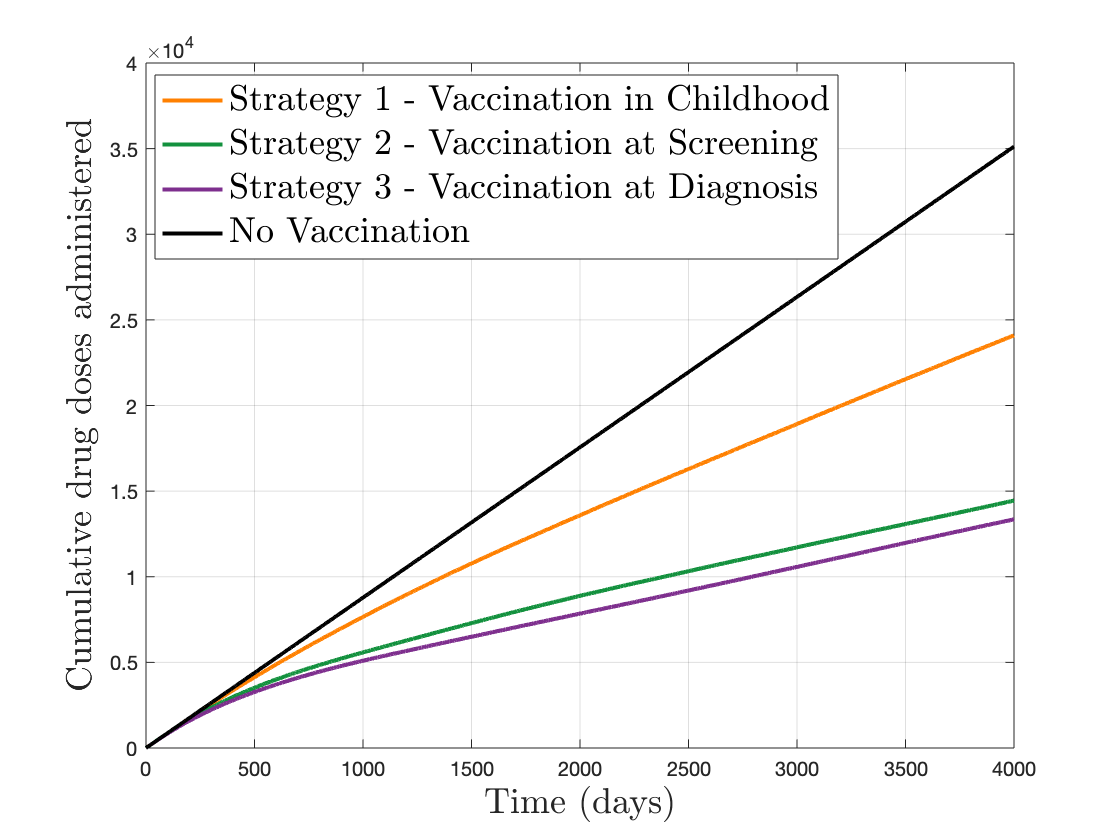 ×10⁴
4
3.5
3
2.5
2
1.5
1
0.5
0
Cumulative drug doses administered
Strategy 1 - Vaccination in Childhood
Strategy 2 - Vaccination at Screening
Strategy 3 - Vaccination at Diagnosis
No Vaccination
0 500 1000 1500 2000 2500 3000 3500 4000
Time (days)